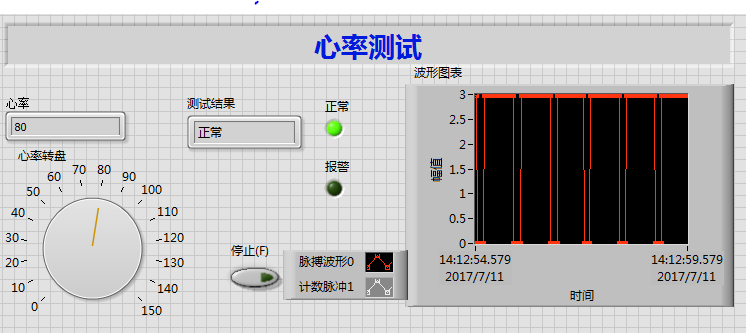 心率测试
波形图表
心率
80
测试结果
正常
正常
报警
心率转盘
0
10
20
30
40
50
60
70
80
90
100
110
120
130
140
150
停止(F)
脉搏波形0
计数脉冲1
幅值
3
2.5
2
1.5
1
0.5
0
14:12:54.579
2017/7/11
14:12:59.579
2017/7/11
时间